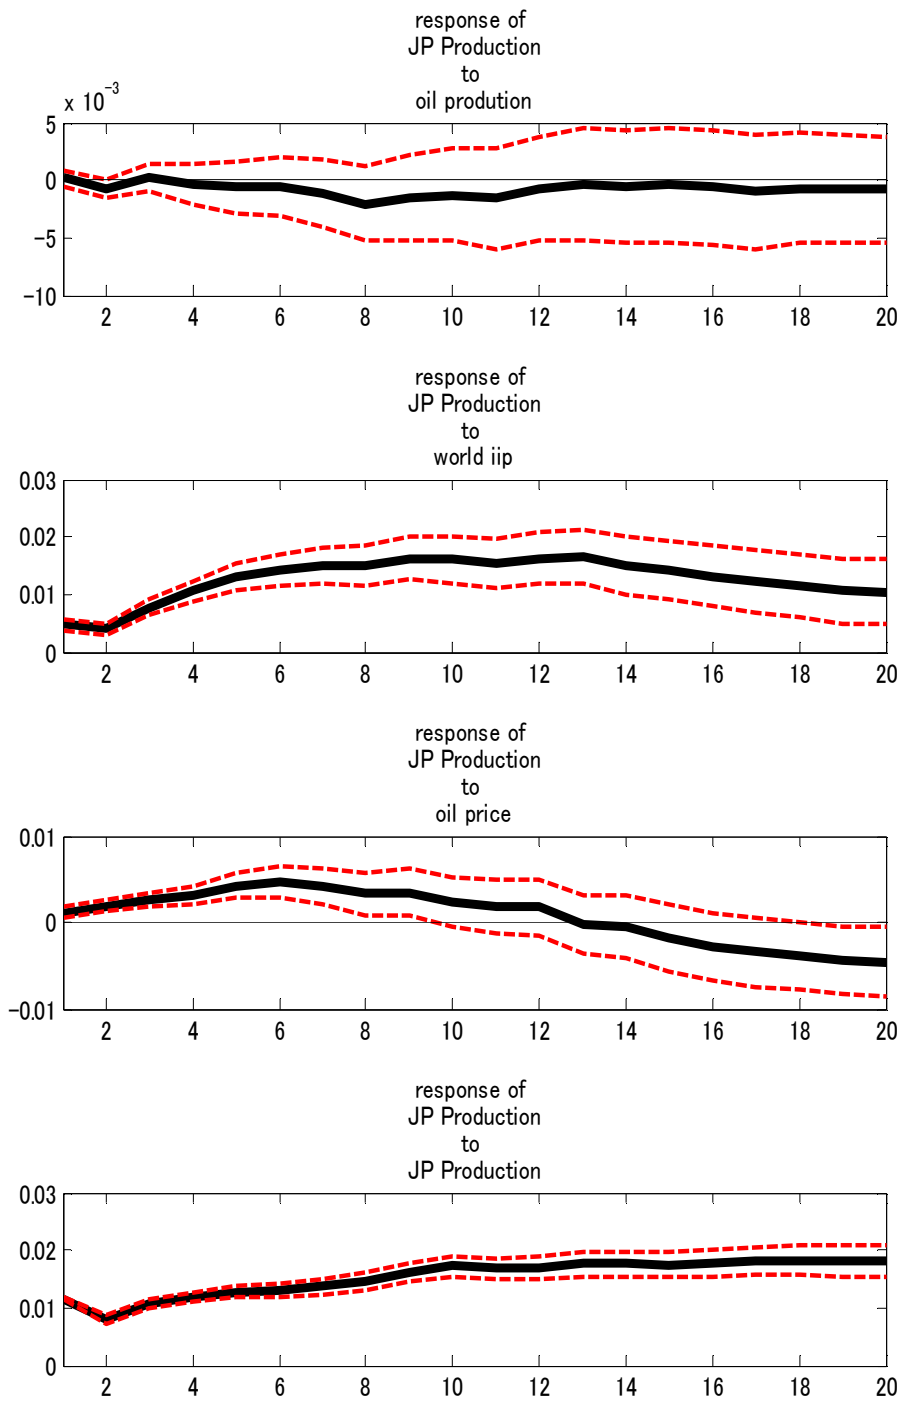 response of
JP Production
to
oil prodution
x 10^-3
5
0
-5
-10
2 4 6 8 10 12 14 16 18 20
response of
JP Production
to
world iip
0.03
0.02
0.01
0
2 4 6 8 10 12 14 16 18 20
response of
JP Production
to
oil price
0.01
0
-0.01
2 4 6 8 10 12 14 16 18 20
response of
JP Production
to
JP Production
0.03
0.02
0.01
0
2 4 6 8 10 12 14 16 18 20